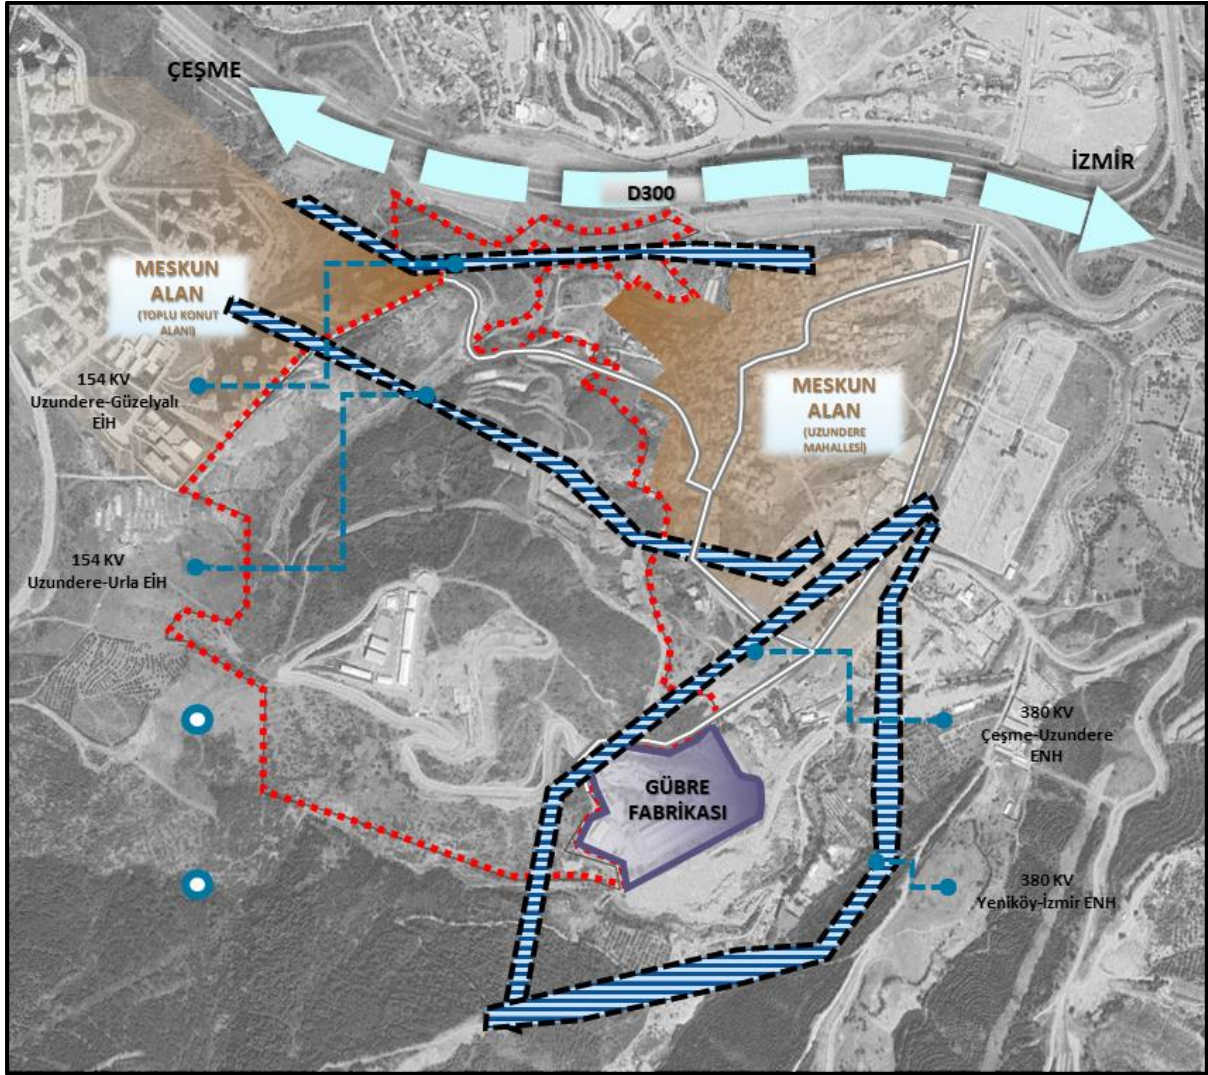 ÇEŞME
İZMİR
D300
MESKUN
ALAN
(TOPLU KONUT
ALANI)
154 KV
Uzundere-Güzelyalı
EİH
MESKUN
ALAN
(UZUNDERE
MAHALLESİ)
154 KV
Uzundere-Urla EİH
380 KV
Çeşme-Uzundere
ENH
GÜBRE
FABRİKASI
380 KV
Yeniköy-İzmir ENH